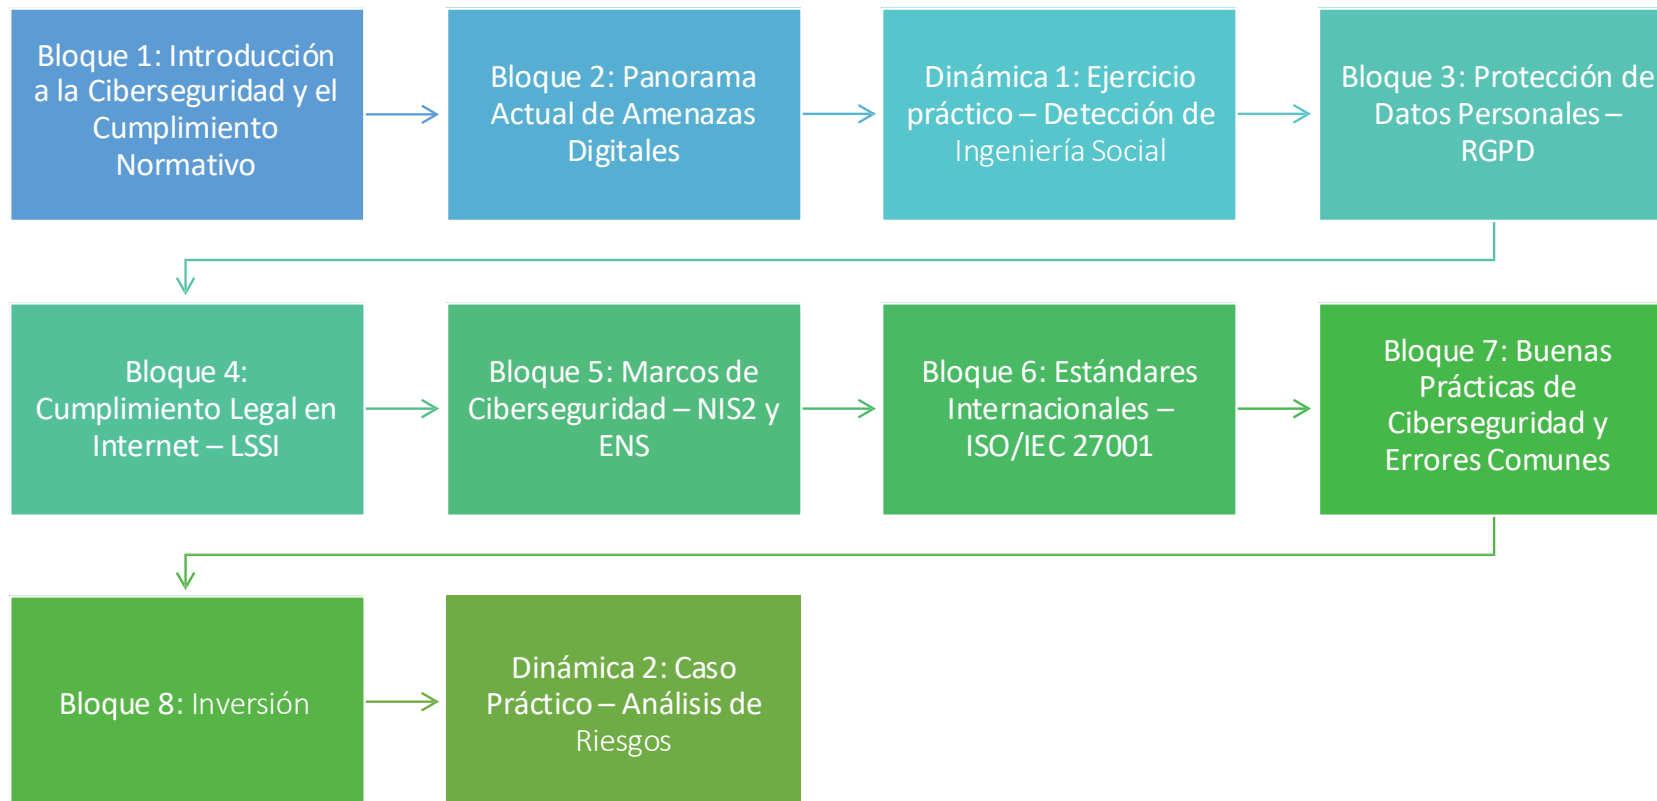 Bloque 1: Introducción
a la Ciberseguridad y el
Cumplimiento
Normativo
Bloque 2: Panorama
Actual de Amenazas
Digitales
Dinámica 1: Ejercicio
práctico – Detección de
Ingeniería Social
Bloque 3: Protección de
Datos Personales –
RGPD
Bloque 4:
Cumplimiento Legal en
Internet – LSSI
Bloque 5: Marcos de
Ciberseguridad – NIS2 y
ENS
Bloque 6: Estándares
Internacionales –
ISO/IEC 27001
Bloque 7: Buenas
Prácticas de
Ciberseguridad y
Errores Comunes
Bloque 8: Inversión
Dinámica 2: Caso
Práctico – Análisis de
Riesgos